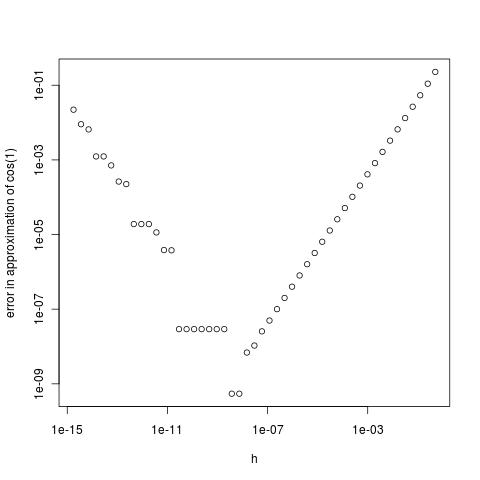 error in approximation of cos(1)
1e-01
1e-03
1e-05
1e-07
1e-09
1e-15 1e-11 1e-07 1e-03
h